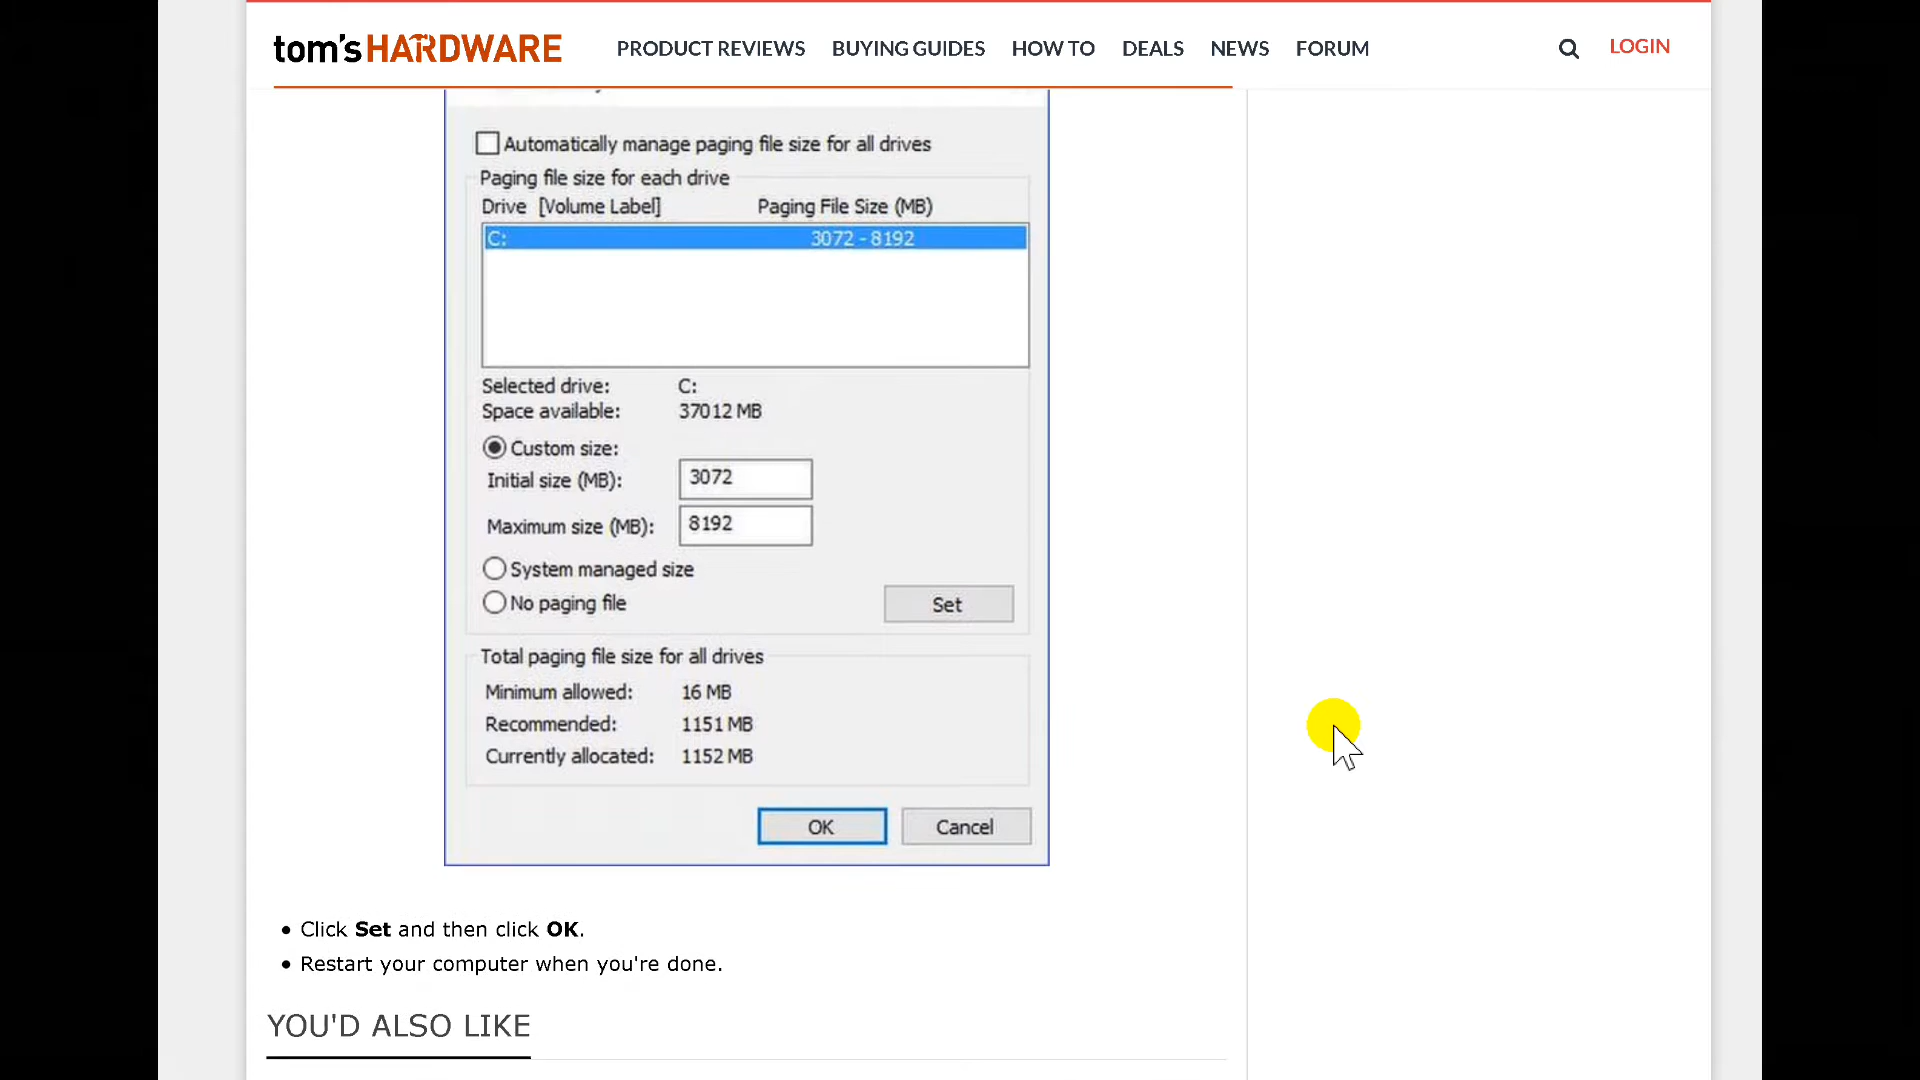 tom's HARDWARE PRODUCT REVIEWS BUYING GUIDES HOW TO DEALS NEWS FORUM LOGIN
Automatically manage paging file size for all drives
Paging file size for each drive
Drive [Volume Label] Paging File Size (MB)
C: 3072 - 8192
Selected drive: C:
Space available: 37012 MB
Custom size:
Initial size (MB): 3072
Maximum size (MB): 8192
System managed size
No paging file
Set
Total paging file size for all drives
Minimum allowed: 16 MB
Recommended: 1151 MB
Currently allocated: 1152 MB
OK Cancel
• Click Set and then click OK.
• Restart your computer when you're done.
YOU'D ALSO LIKE